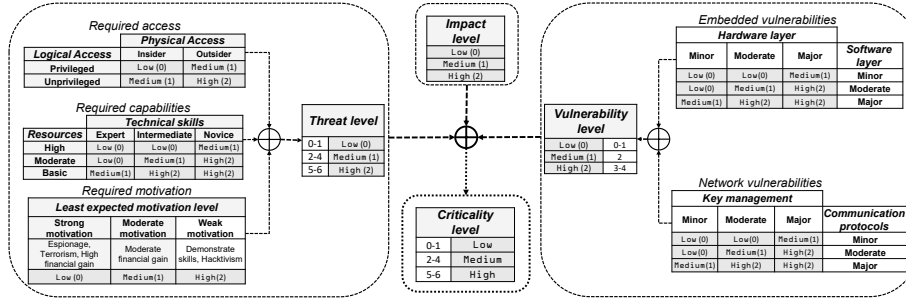 Required access
Physical Access
Logical Access Insider Outsider
Privileged Low(0) Medium(1)
Unprivileged Medium(1) High(2)
Required capabilities
Technical skills
Resources Expert Intermediate Novice
High Low(0) Low(0) Medium(1)
Moderate Low(0) Medium(1) High(2)
Basic Medium(1) High(2) High(2)
Required motivation
Least expected motivation level
Strong motivation Moderate motivation Weak motivation
Espionage, Terrorism, High financial gain Moderate financial gain Demonstrate skills, Hacktivism
Low(0) Medium(1) High(2)
Threat level
0-1 Low(0)
2-4 Medium(1)
5-6 High(2)
Impact
level
Low(0)
Medium(1)
High(2)
Criticality
level
0-1 Low
2-4 Medium
5-6 High
Vulnerability
level
Low(0) 0-1
Medium(1) 2
High(2) 3-4
Embedded vulnerabilities
Hardware layer
Minor Moderate Major Software layer
Low(0) Low(0) Medium(1) Minor
Low(0) Medium(1) High(2) Moderate
Medium(1) High(2) High(2) Major
Network vulnerabilities
Key management
Minor Moderate Major Communication protocols
Low(0) Low(0) Medium(1) Minor
Low(0) Medium(1) High(2) Moderate
Medium(1) High(2) High(2) Major